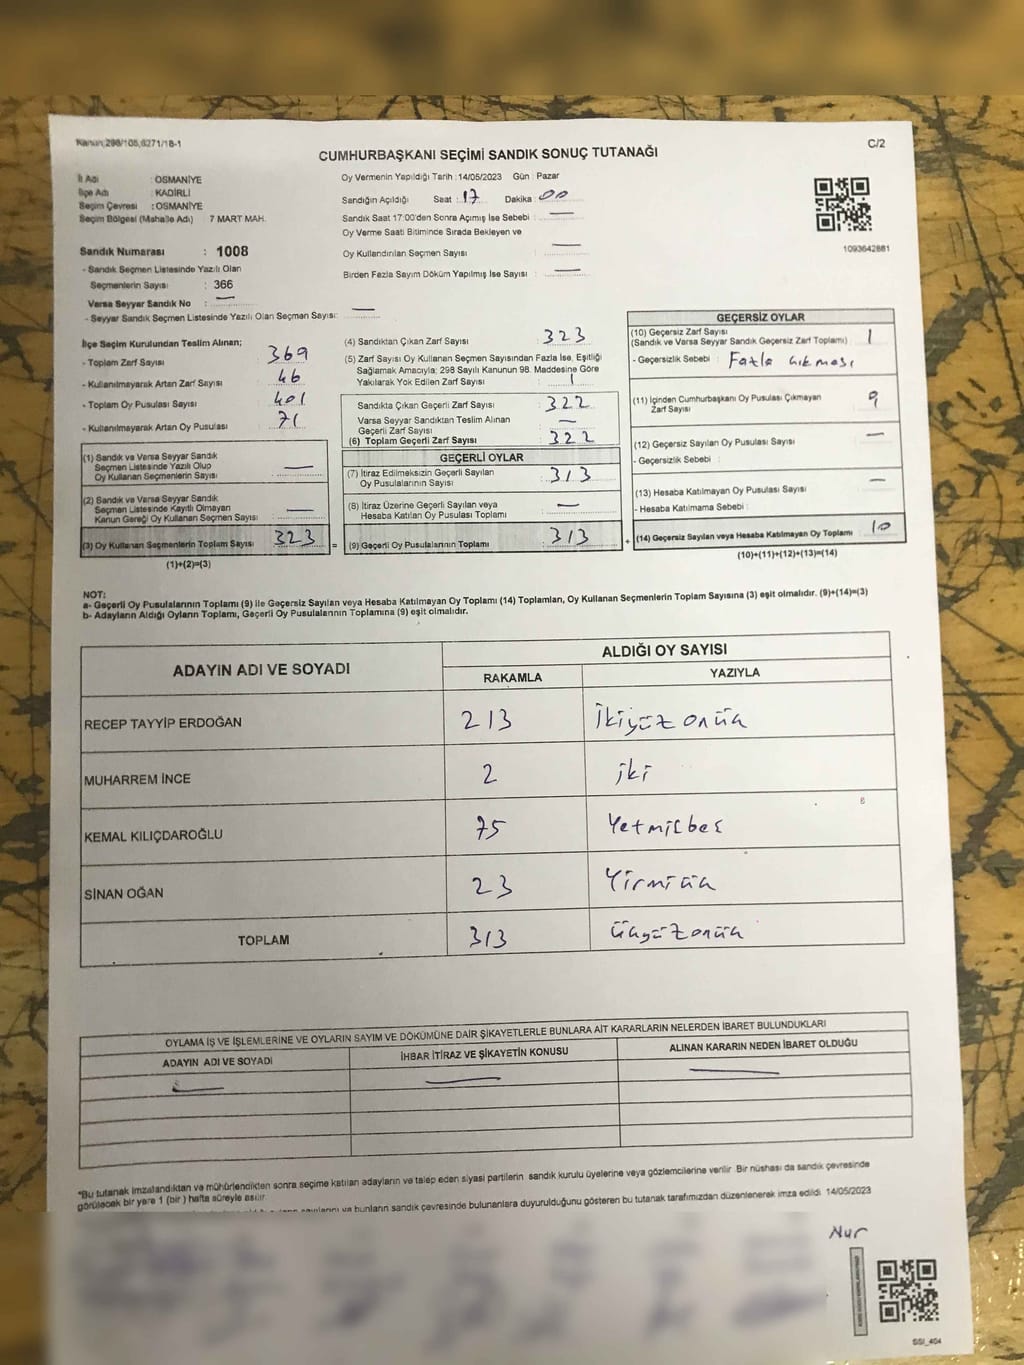 Kanun;298/105,6271/18-1
C/2
CUMHURBAŞKANI SEÇİMİ SANDIK SONUÇ TUTANAĞI
İl Adı : OSMANİYE
İlçe Adı : KADİRLİ
Seçim Çevresi : OSMANİYE
Seçim Bölgesi (Mahalle Adı) 7 MART MAH.
Sandık Numarası : 1008
- Sandık Seçmen Listesinde Yazılı Olan
Seçmenlerin Sayısı : 366
Varsa Seyyar Sandık No : —
- Seyyar Sandık Seçmen Listesinde Yazılı Olan Seçmen Sayısı: —
Oy Vermenin Yapıldığı Tarih : 14/05/2023 Gün : Pazar
Sandığın Açıldığı Saat : 17 Dakika : 00
Sandık Saat 17:00'den Sonra Açımış İse Sebebi : —
Oy Verme Saati Bitiminde Sırada Bekleyen ve
Oy Kullandırılan Seçmen Sayısı : —
Birden Fazla Sayım Döküm Yapılmış İse Sayısı : —
1093642881
İlçe Seçim Kurulundan Teslim Alınan;
- Toplam Zarf Sayısı : 369
- Kullanılmayarak Artan Zarf Sayısı : 46
- Toplam Oy Pusulası Sayısı : 401
- Kullanılmayarak Artan Oy Pusulası : 71
(1) Sandık ve Varsa Seyyar Sandık
Seçmen Listesinde Yazılı Olup
Oy Kullanan Seçmenlerin Sayısı : —
(2) Sandık ve Varsa Seyyar Sandık
Seçmen Listesinde Kayıtlı Olmayan
Kanun Gereği Oy Kullanan Seçmen Sayısı : —
(3) Oy Kullanan Seçmenlerin Toplam Sayısı : 323 =
(1)+(2)=(3)
(4) Sandıktan Çıkan Zarf Sayısı : 323
(5) Zarf Sayısı Oy Kullanan Seçmen Sayısından Fazla İse, Eşitliği
Sağlamak Amacıyla; 298 Sayılı Kanunun 98. Maddesine Göre
Yakılarak Yok Edilen Zarf Sayısı : 1
Sandıkta Çıkan Geçerli Zarf Sayısı : 322
Varsa Seyyar Sandıktan Teslim Alınan
Geçerli Zarf Sayısı : —
(6) Toplam Geçerli Zarf Sayısı : 322
GEÇERLİ OYLAR
(7) İtiraz Edilmeksizin Geçerli Sayılan
Oy Pusulalarının Sayısı : 313
(8) İtiraz Üzerine Geçerli Sayılan veya
Hesaba Katılan Oy Pusulası Toplamı : —
(9) Geçerli Oy Pusulalarının Toplamı : 313 +
GEÇERSİZ OYLAR
(10) Geçersiz Zarf Sayısı
(Sandık ve Varsa Seyyar Sandık Geçersiz Zarf Toplamı) : 1
- Geçersizlik Sebebi : Fazla çıkması
(11) İçinden Cumhurbaşkanı Oy Pusulası Çıkmayan
Zarf Sayısı : 9
(12) Geçersiz Sayılan Oy Pusulası Sayısı : —
- Geçersizlik Sebebi :
(13) Hesaba Katılmayan Oy Pusulası Sayısı : —
- Hesaba Katılmama Sebebi :
(14) Geçersiz Sayılan veya Hesaba Katılmayan Oy Toplamı : 10
(10)+(11)+(12)+(13)=(14)
NOT:
a- Geçerli Oy Pusulalarının Toplamı (9) ile Geçersiz Sayılan veya Hesaba Katılmayan Oy Toplamı (14) Toplamları, Oy Kullanan Seçmenlerin Toplam Sayısına (3) eşit olmalıdır. (9)+(14)=(3)
b- Adayların Aldığı Oyların Toplamı, Geçerli Oy Pusulalarının Toplamına (9) eşit olmalıdır.
ADAYIN ADI VE SOYADI
ALDIĞI OY SAYISI
RAKAMLA YAZIYLA
RECEP TAYYİP ERDOĞAN 213 İkiyüz onüç
MUHARREM İNCE 2 iki
KEMAL KILIÇDAROĞLU 75 Yetmişbeş
SİNAN OĞAN 23 Yirmiüç
TOPLAM 313 üçyüzonüç
OYLAMA İŞ VE İŞLEMLERİNE VE OYLARIN SAYIM VE DÖKÜMÜNE DAİR ŞİKAYETLERLE BUNLARA AİT KARARLARIN NELERDEN İBARET BULUNDUKLARI
ADAYIN ADI VE SOYADI İHBAR İTİRAZ VE ŞİKAYETİN KONUSU ALINAN KARARIN NEDEN İBARET OLDUĞU
— — —
*Bu tutanak imzalandıktan ve mühürlendikten sonra seçime katılan adayların ve talep eden siyasi partilerin sandık kurulu üyelerine veya gözlemcilerine verilir Bir nüshası da sandık çevresinde
görülecek bir yere 1 (bir ) hafta süreyle asılır.
ve bunların sandık çevresinde bulunanlara duyurulduğunu gösteren bu tutanak tarafımızdan düzenlenerek imza edildi 14/05/2023
Nur
SSI_404